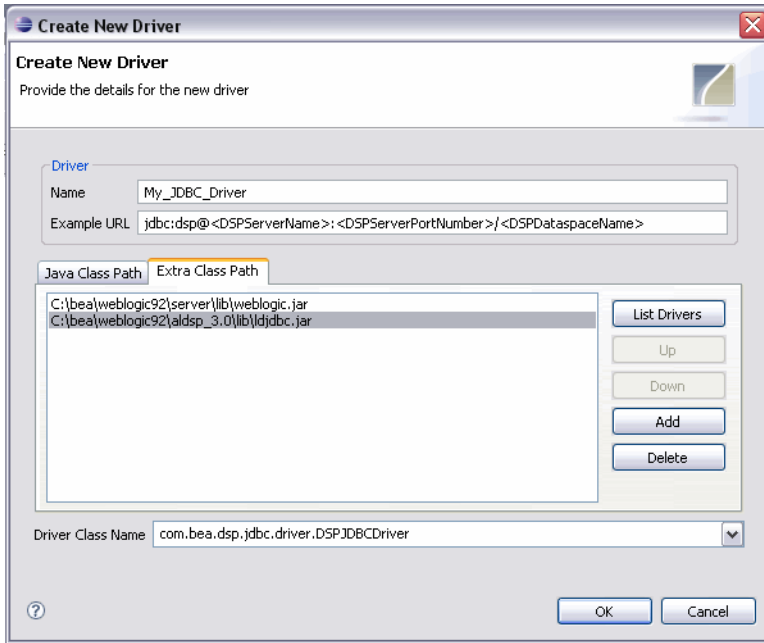 Create New Driver
Create New Driver
Provide the details for the new driver
Driver
Name My_JDBC_Driver
Example URL jdbc:dsp@<DSPServerName>:<DSPServerPortNumber>/<DSPDataspaceName>
Java Class Path Extra Class Path
C:\bea\weblogic92\server\lib\weblogic.jar
C:\bea\weblogic92\aldsp_3.0\lib\ldjdbc.jar
List Drivers
Up
Down
Add
Delete
Driver Class Name com.bea.dsp.jdbc.driver.DSPJDBCDriver
? OK Cancel